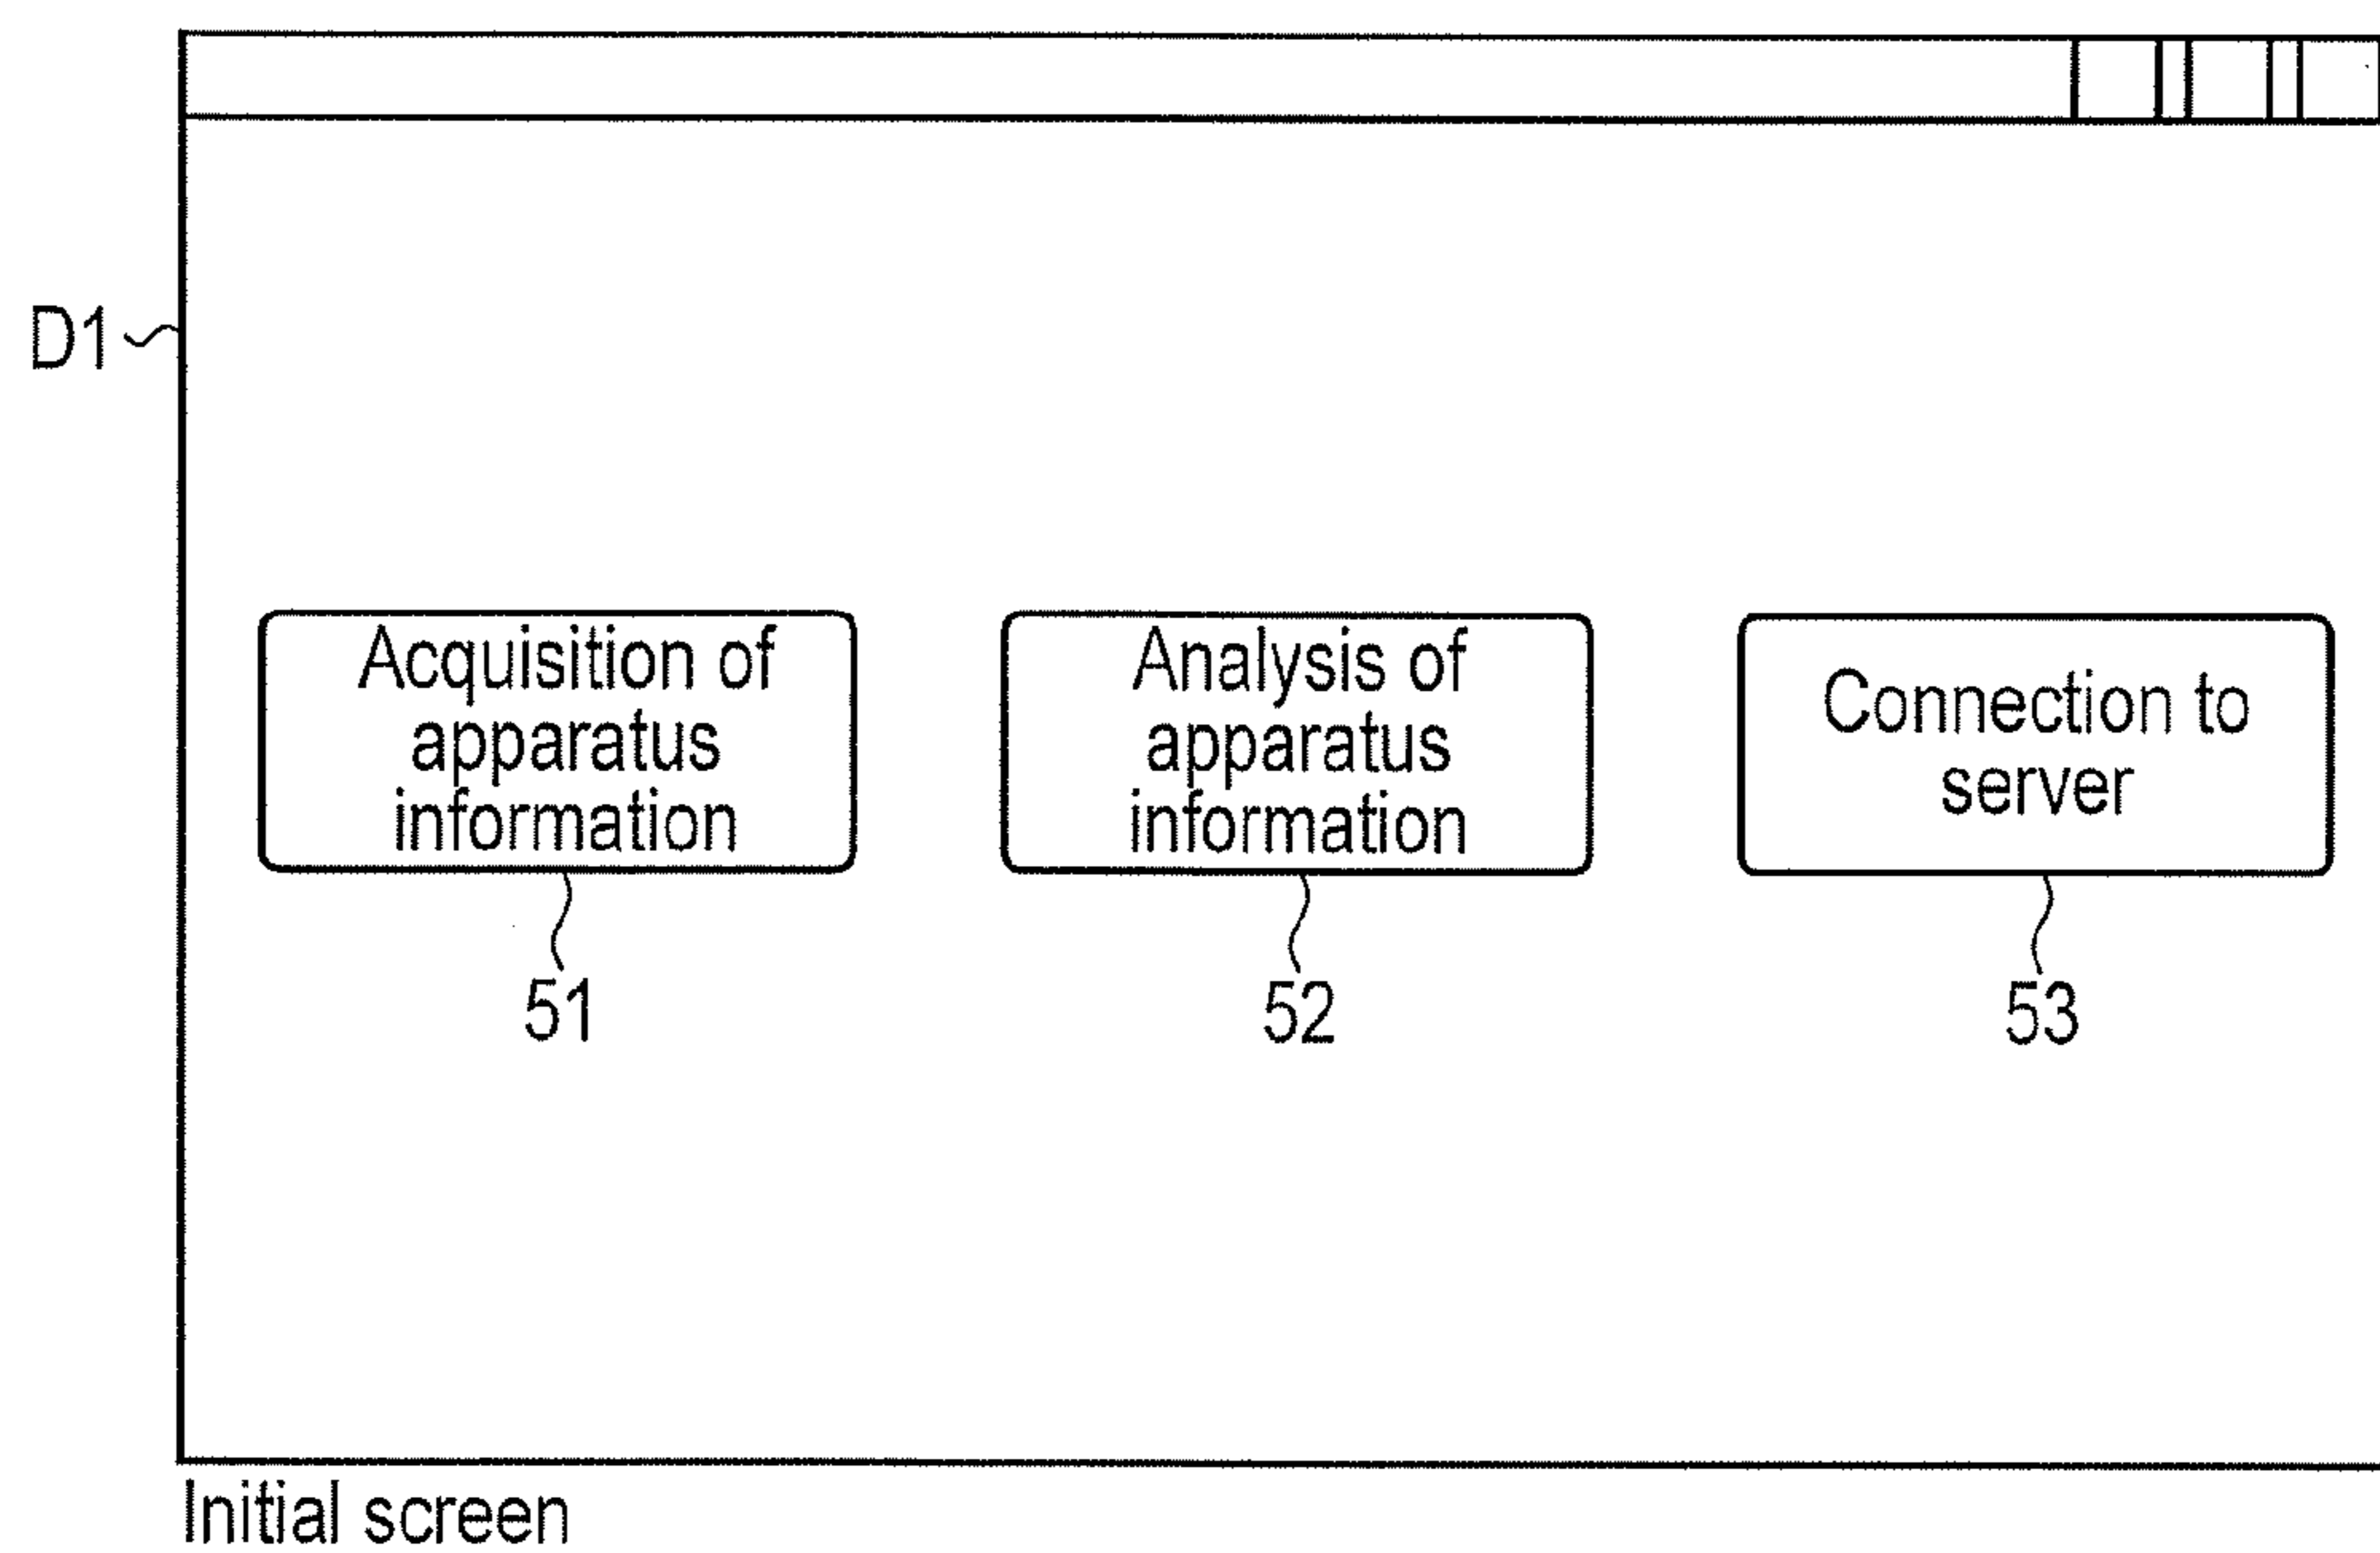 D1
Acquisition of
apparatus
information
Analysis of
apparatus
information
Connection to
server
51
52
53
Initial screen